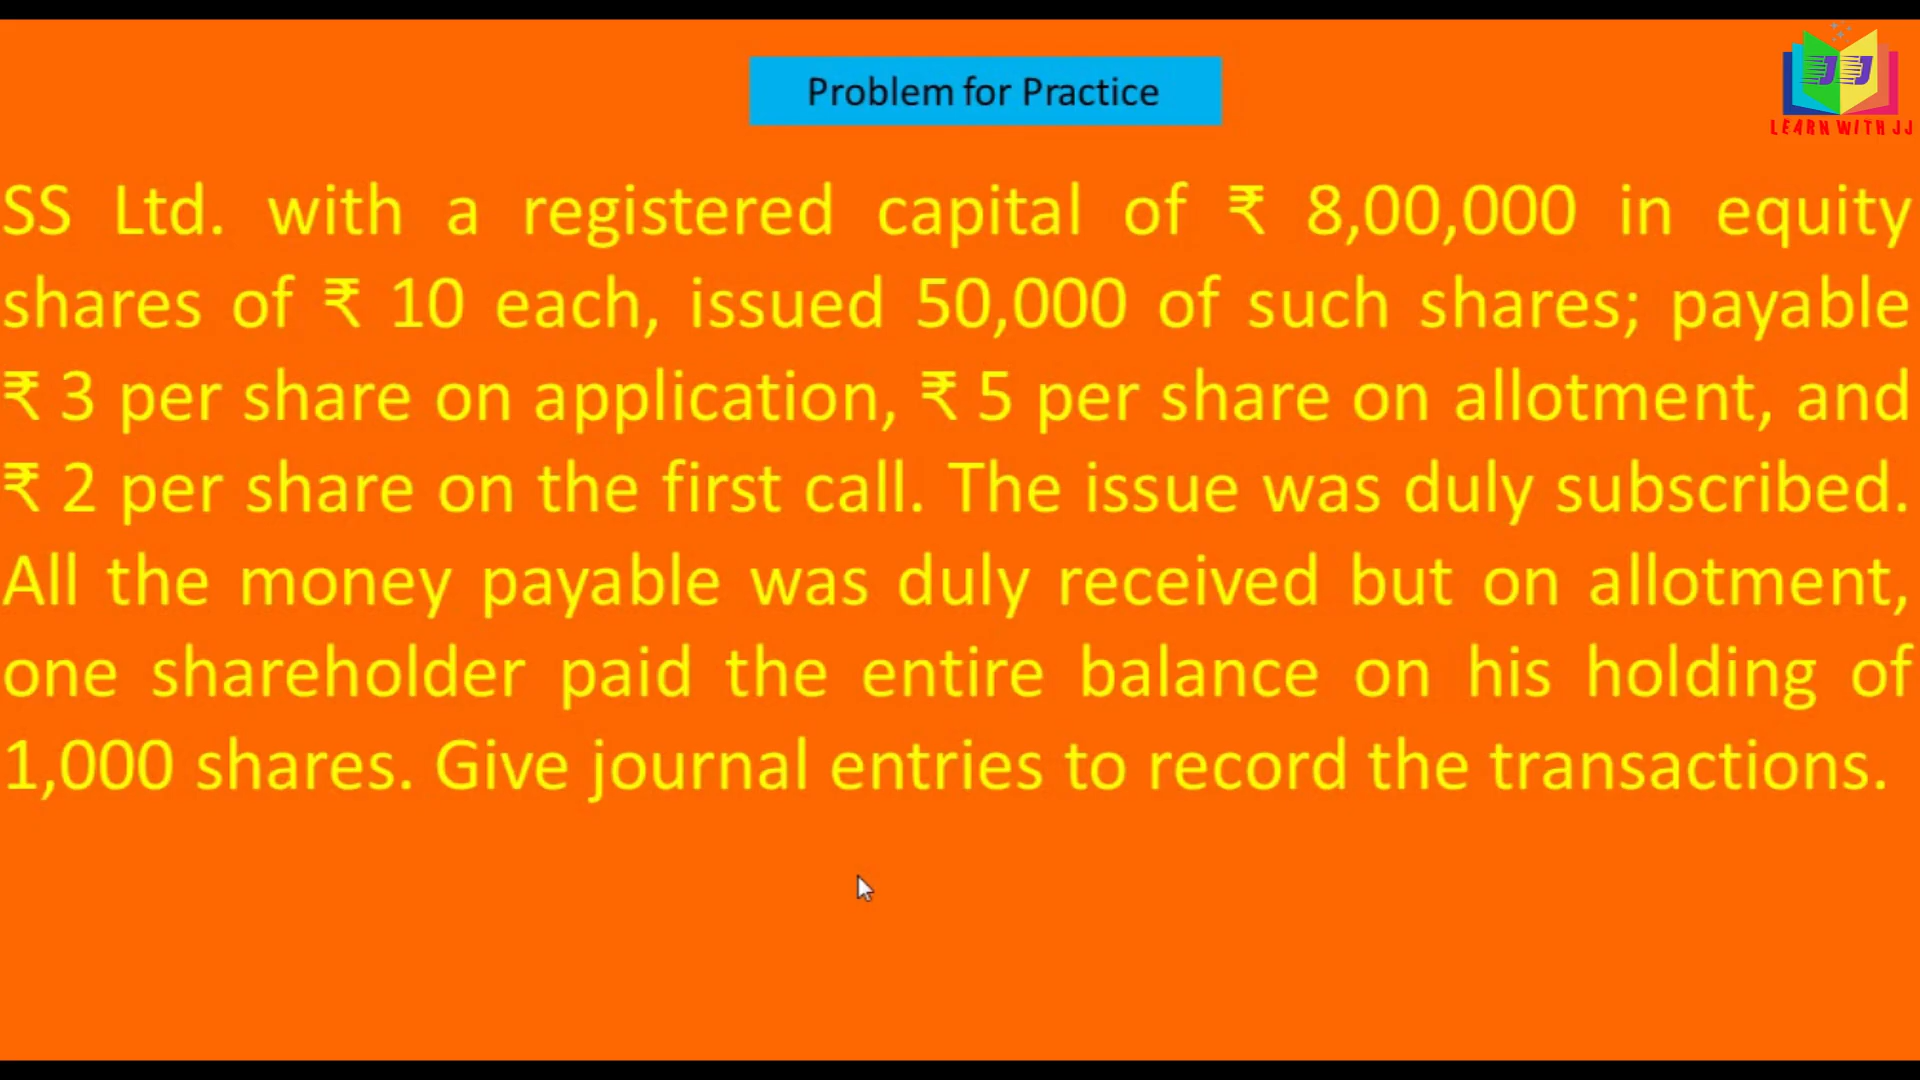 Problem for Practice
LEARN WITH JJ
SS Ltd. with a registered capital of ₹ 8,00,000 in equity
shares of ₹ 10 each, issued 50,000 of such shares; payable
₹ 3 per share on application, ₹ 5 per share on allotment, and
₹ 2 per share on the first call. The issue was duly subscribed.
All the money payable was duly received but on allotment,
one shareholder paid the entire balance on his holding of
1,000 shares. Give journal entries to record the transactions.